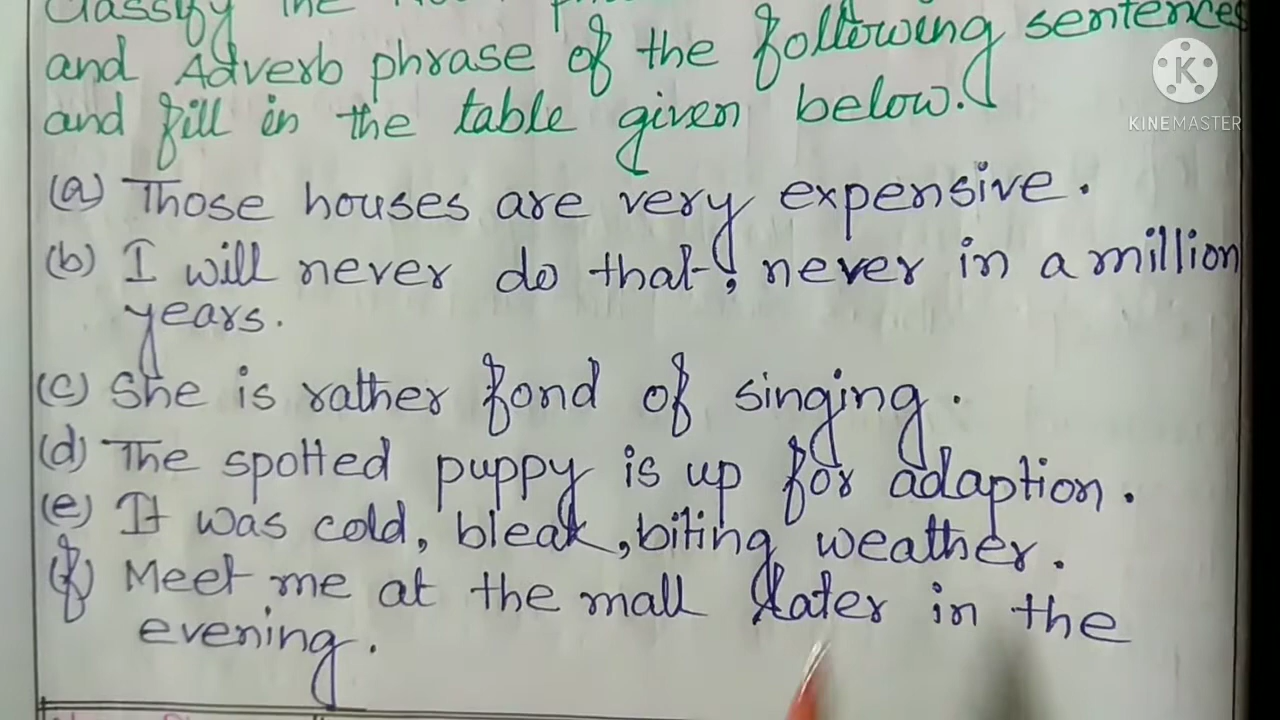 Classify the
and Adverb phrase of the following sentences
and fill in the table given below.
KINEMASTER
(a) Those houses are very expensive.
(b) I will never do that, never in a million
years.
(c) She is rather fond of singing.
(d) The spotted puppy is up for adaption.
(e) It was cold, bleak, biting weather.
(f) Meet me at the mall later in the
evening.